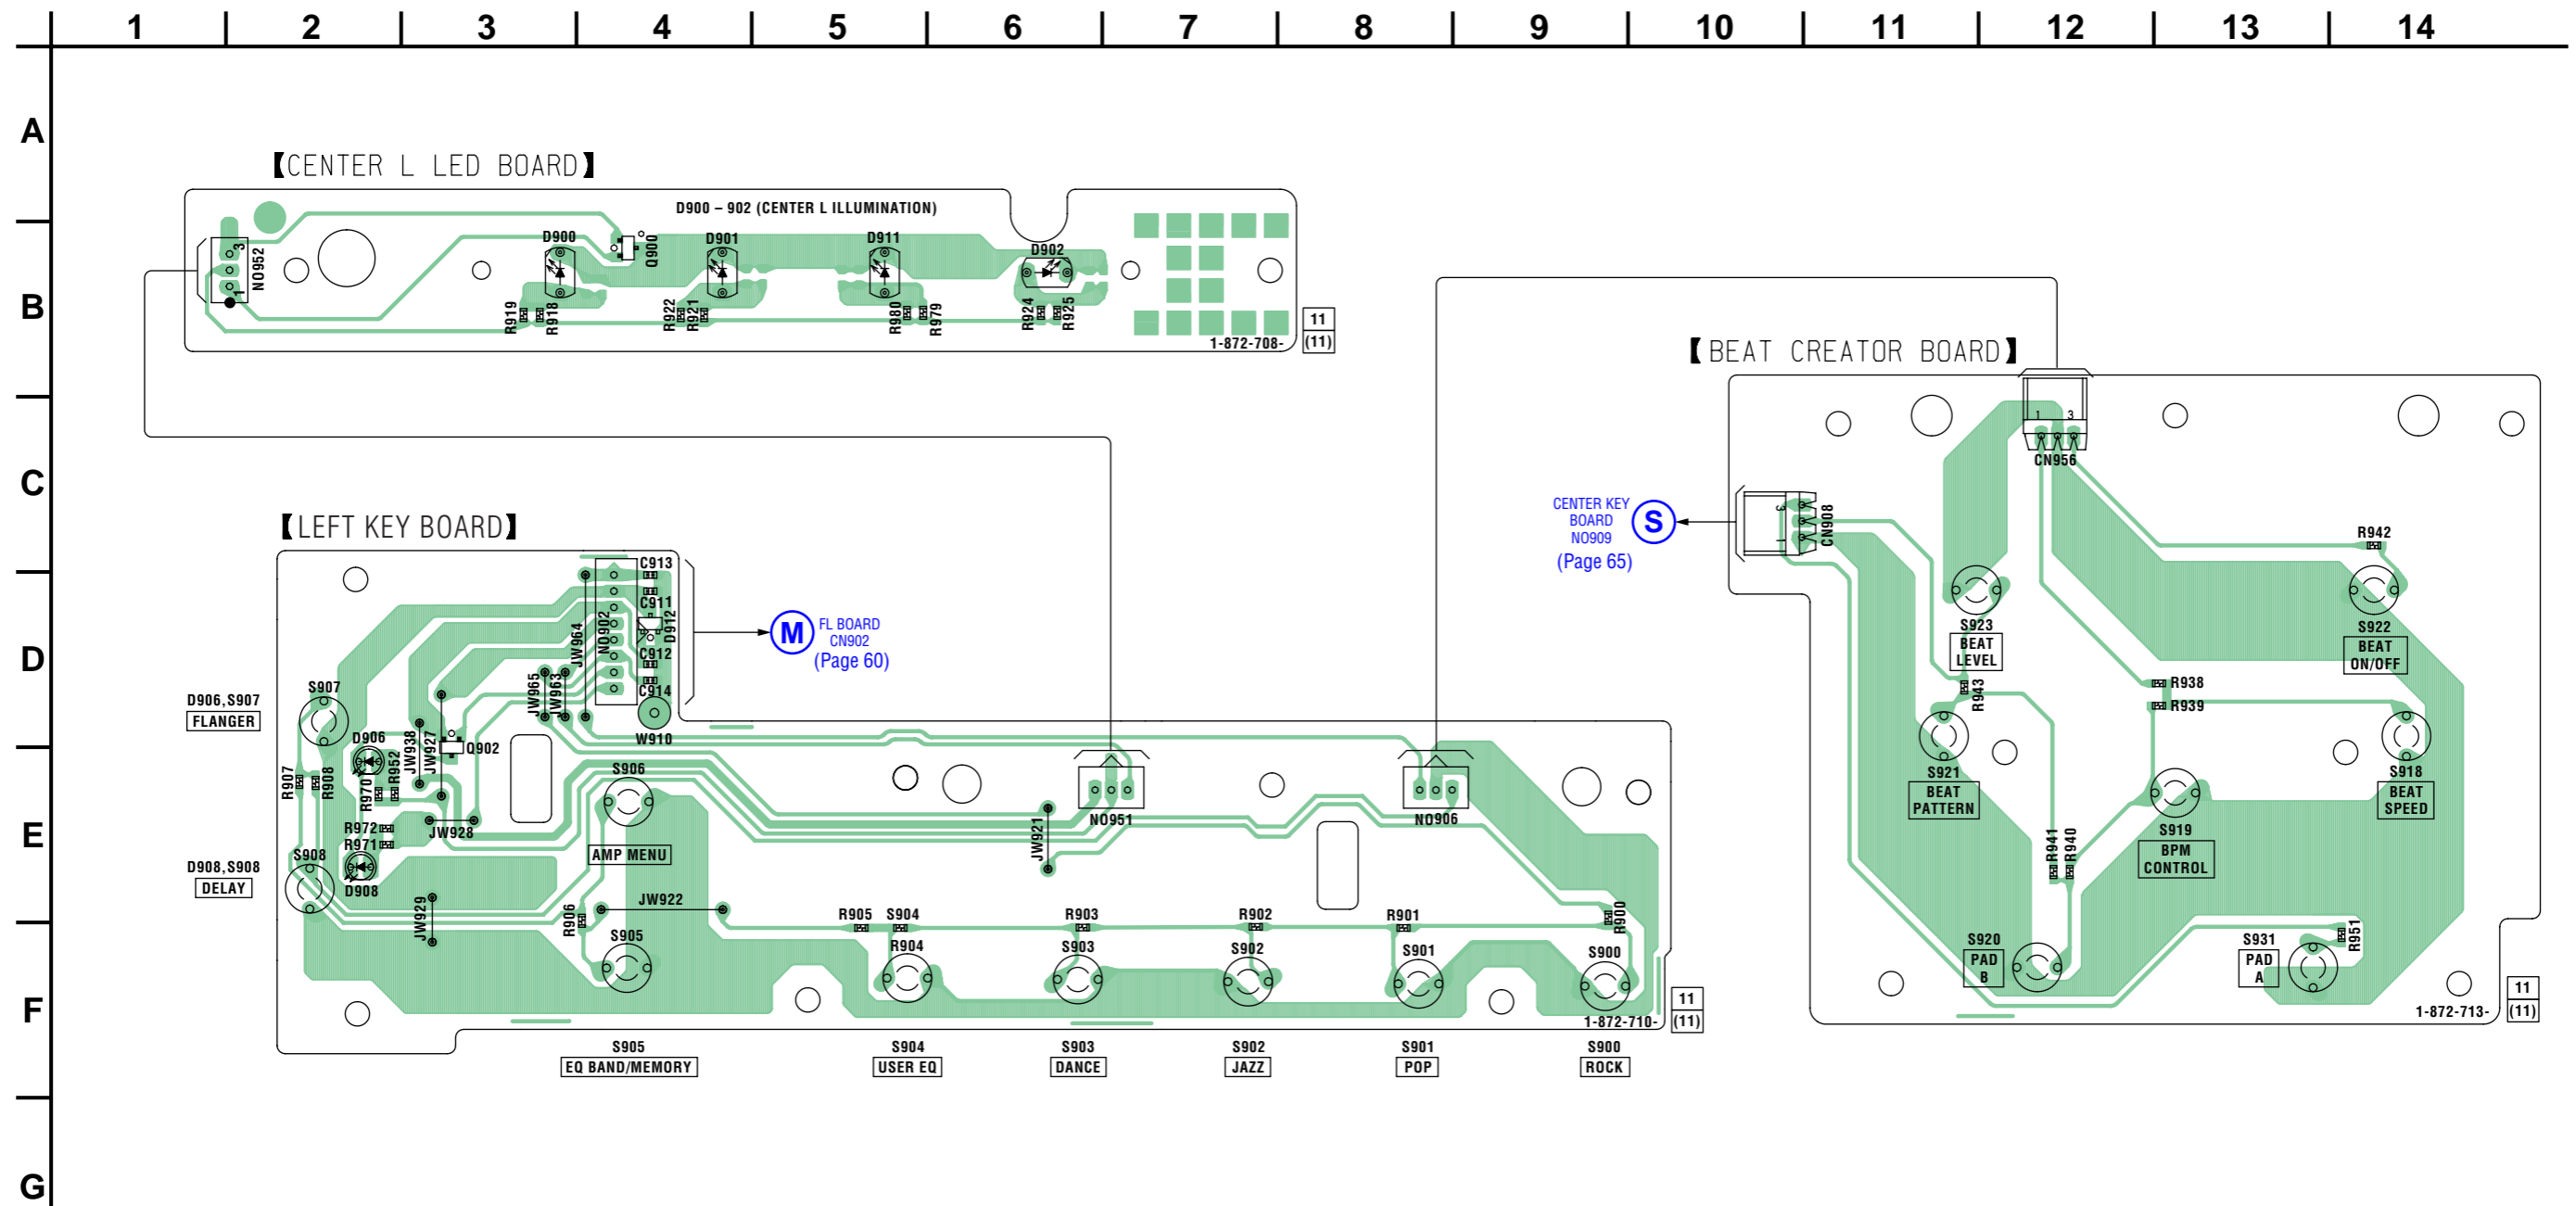 1 2 3 4 5 6 7 8 9 10 11 12 13 14
A
B
C
D
E
F
G
【CENTER L LED BOARD】
D900 – 902 (CENTER L ILLUMINATION)
D900
Q900
D901
D911
D902
NO952
3
1
R919
R918
R922
R921
R980
R979
R924
R925
1-872-708-
11
(11)
【LEFT KEY BOARD】
C913
C911
D912
C912
C914
NO902
JW964
JW965
JW963
W910
M
FL BOARD
CN902
(Page 60)
D906,S907
FLANGER
S907
D906
JW938
JW927
Q902
R907
R908
R970
R952
R972
R971
JW928
D908,S908
DELAY
S908
D908
JW929
S906
AMP MENU
JW922
R906
S905
JW921
NO951
NO906
R905
S904
R904
R903
S903
R902
S902
R901
S901
R900
S900
1-872-710-
11
(11)
S905
EQ BAND/MEMORY
S904
USER EQ
S903
DANCE
S902
JAZZ
S901
POP
S900
ROCK
【BEAT CREATOR BOARD】
1 3
CN956
CENTER KEY
BOARD
NO909
(Page 65)
S
3
1
CN908
R942
S923
BEAT
LEVEL
S922
BEAT
ON/OFF
R943
R938
R939
S921
BEAT
PATTERN
S918
BEAT
SPEED
S919
BPM
CONTROL
R941
R940
S920
PAD
B
S931
PAD
A
R951
1-872-713-
11
(11)